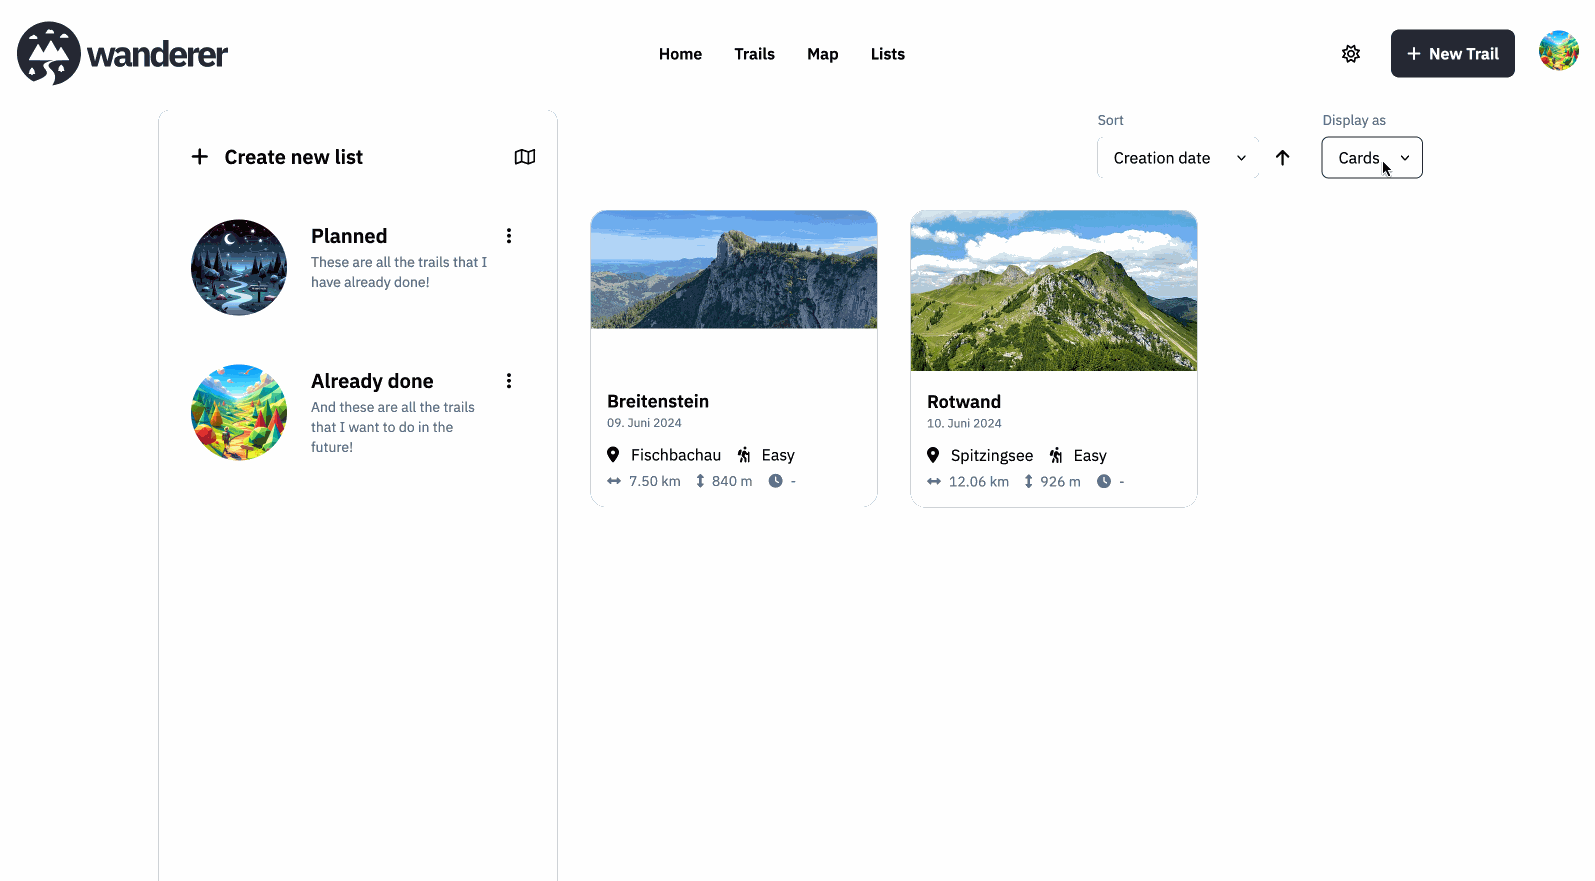 wanderer
Home
Trails
Map
Lists
New Trail
Create new list
Sort
Display as
Creation date
Cards
Planned
These are all the trails that I
have already done!
Already done
And these are all the trails
that I want to do in the
future!
Breitenstein
09. Juni 2024
Fischbachau Easy
7.50 km 840 m -
Rotwand
10. Juni 2024
Spitzingsee Easy
12.06 km 926 m -